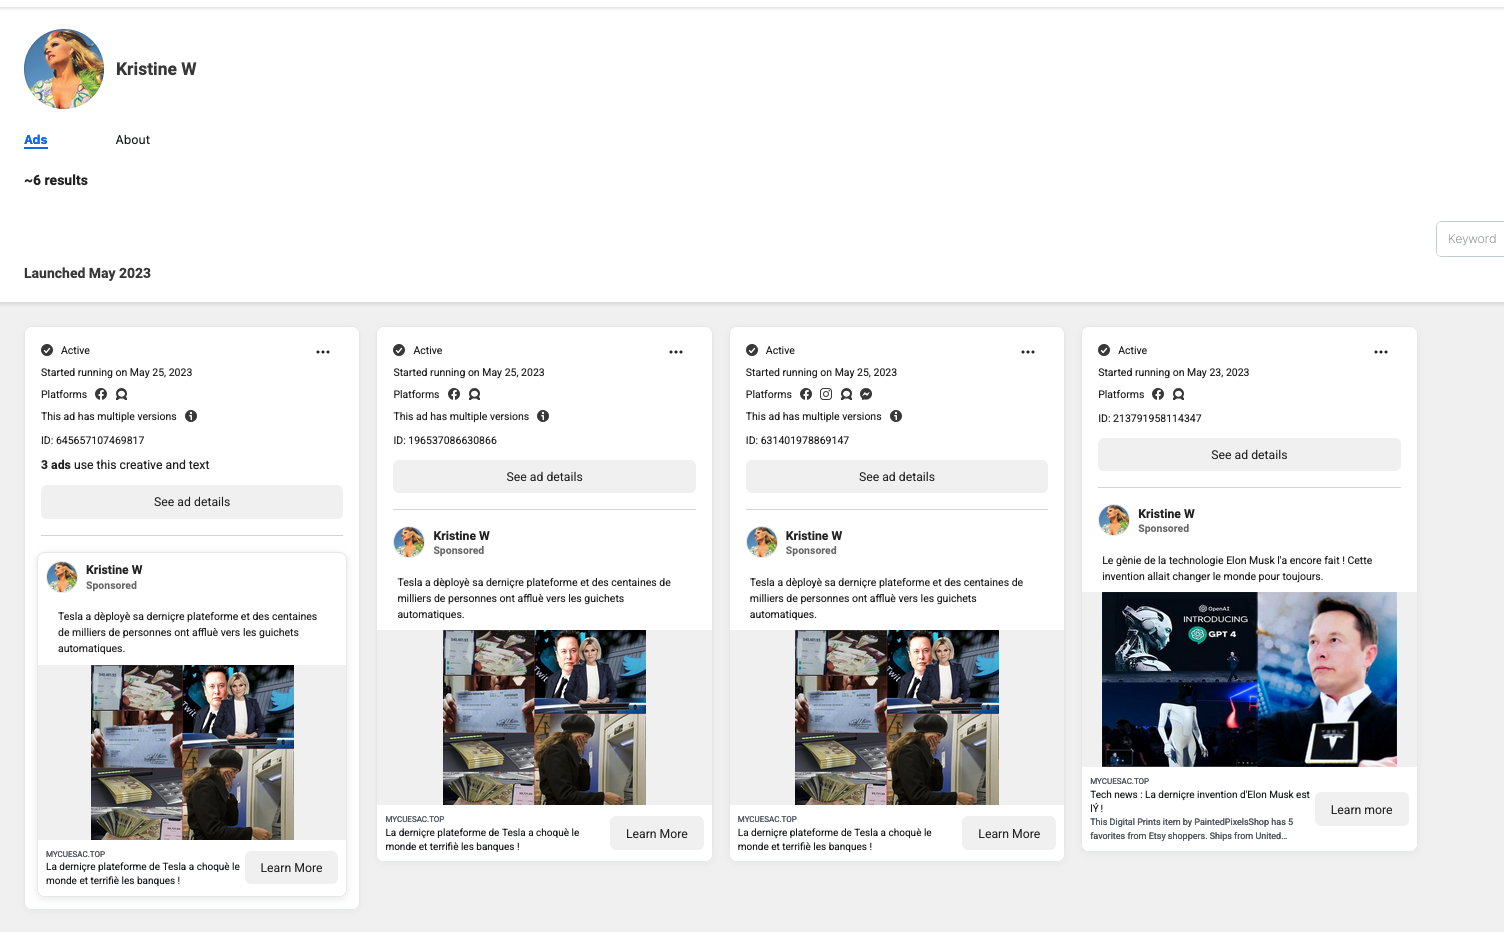 Kristine W
Ads
About
~6 results
Keyword
Launched May 2023
Active
Started running on May 25, 2023
Platforms
This ad has multiple versions
ID: 645657107469817
3 ads use this creative and text
See ad details
Kristine W
Sponsored
Tesla a dèployè sa derniçre plateforme et des centaines
de milliers de personnes ont affluè vers les guichets
automatiques.
MYCUESAC.TOP
La derniçre plateforme de Tesla a choquè le
monde et terrifiè les banques !
Learn More
Active
Started running on May 25, 2023
Platforms
This ad has multiple versions
ID: 196537086630866
See ad details
Kristine W
Sponsored
Tesla a dèployè sa derniçre plateforme et des centaines de
milliers de personnes ont affluè vers les guichets
automatiques.
MYCUESAC.TOP
La derniçre plateforme de Tesla a choquè le
monde et terrifiè les banques !
Learn More
Active
Started running on May 25, 2023
Platforms
This ad has multiple versions
ID: 631401978869147
See ad details
Kristine W
Sponsored
Tesla a dèployè sa derniçre plateforme et des centaines de
milliers de personnes ont affluè vers les guichets
automatiques.
MYCUESAC.TOP
La derniçre plateforme de Tesla a choquè le
monde et terrifiè les banques !
Learn More
Active
Started running on May 23, 2023
Platforms
ID: 213791958114347
See ad details
Kristine W
Sponsored
Le gènie de la technologie Elon Musk l'a encore fait ! Cette
invention allait changer le monde pour toujours.
OpenAI
INTRODUCING
GPT 4
TESLA
MYCUESAC.TOP
Tech news : La derniçre invention d'Elon Musk est
IÝ !
This Digital Prints item by PaintedPixelsShop has 5
favorites from Etsy shoppers. Ships from United...
Learn more